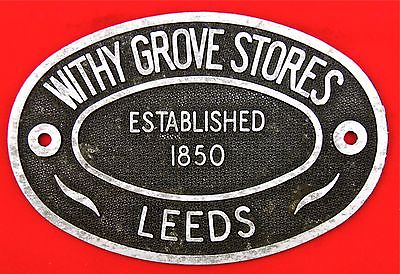 WITHY GROVE STORES
ESTABLISHED
1850
LEEDS